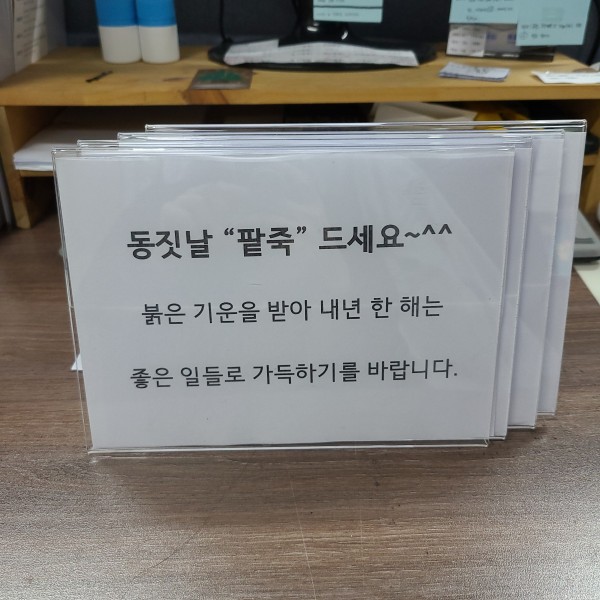 동짓날 “팥죽” 드세요~^^
붉은 기운을 받아 내년 한 해는
좋은 일들로 가득하기를 바랍니다.